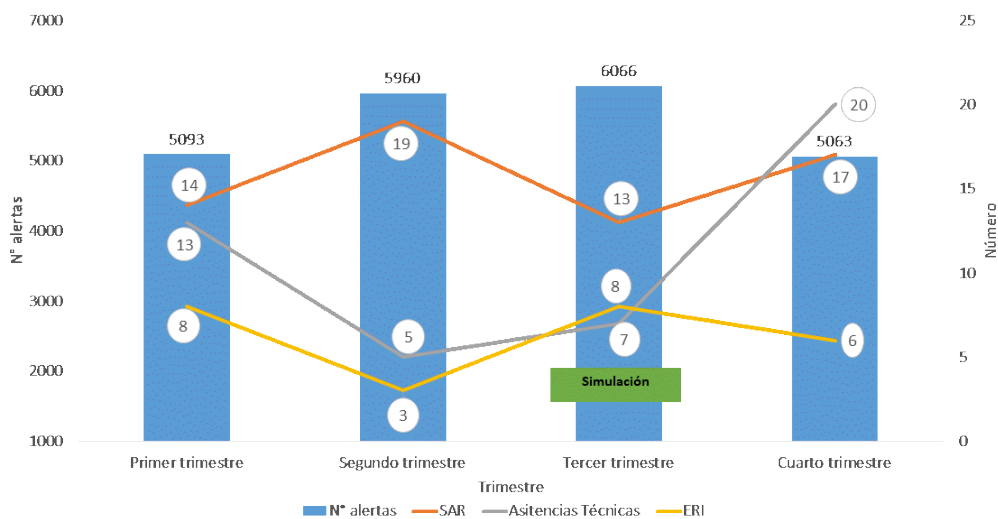 7000
6000
5000
4000
3000
2000
1000
N° alertas
25
20
15
10
5
0
Número
5093
5960
6066
5063
14
19
13
17
13
5
7
20
8
3
8
6
Simulación
Primer trimestre
Segundo trimestre
Tercer trimestre
Cuarto trimestre
Trimestre
N° alertas
SAR
Asitencias Técnicas
ERI